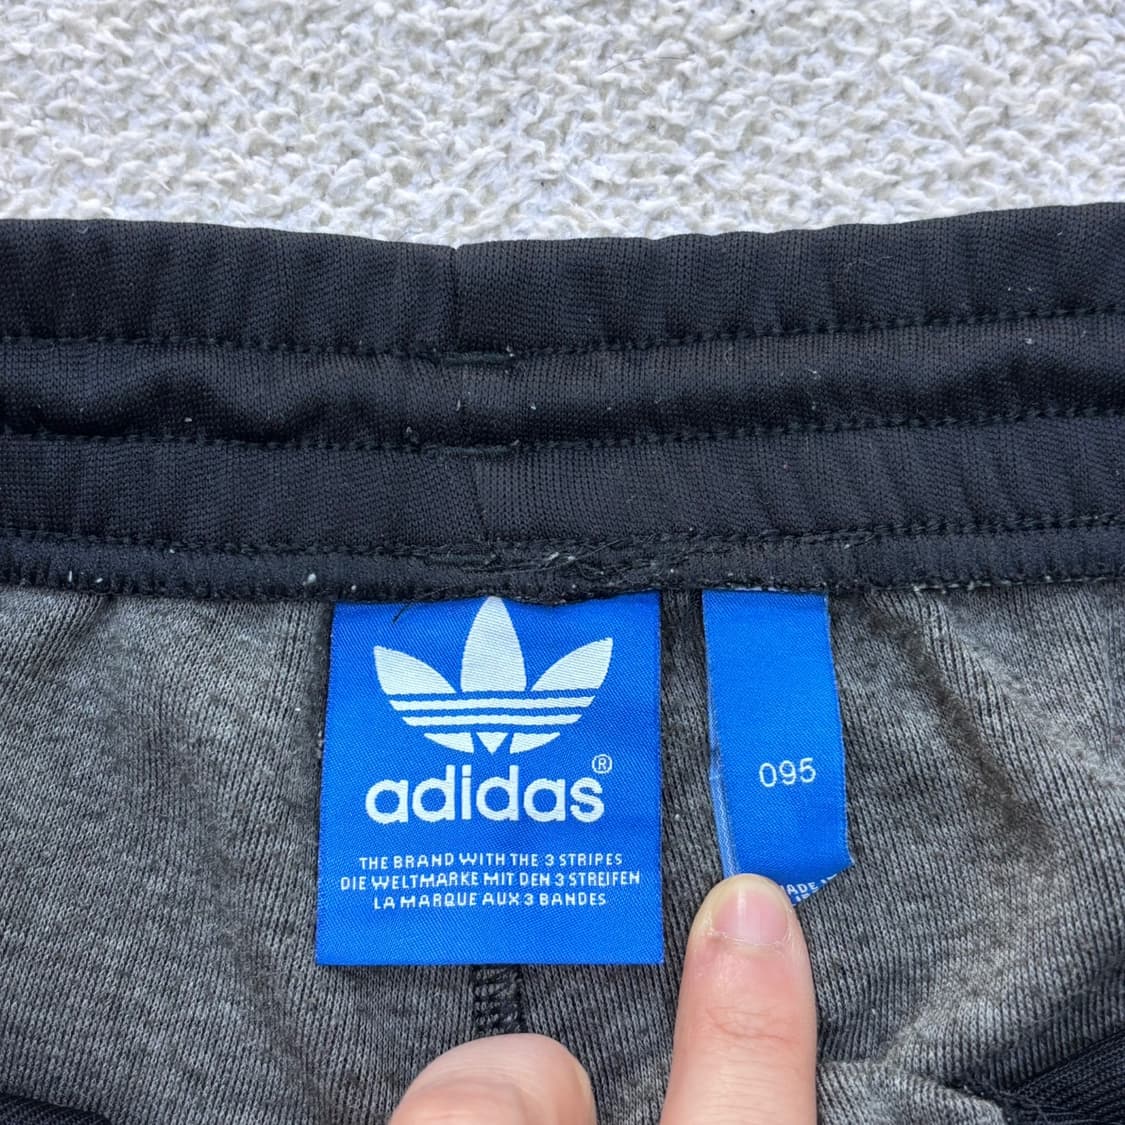 adidas®
THE BRAND WITH THE 3 STRIPES
DIE WELTMARKE MIT DEN 3 STREIFEN
LA MARQUE AUX 3 BANDES
095
MADE